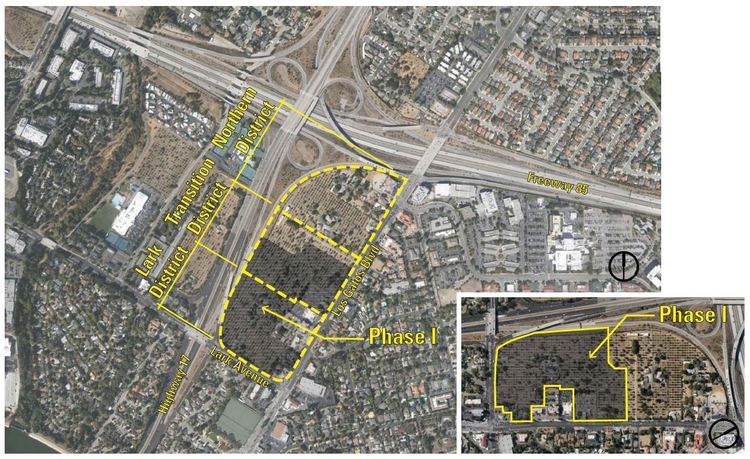 Northern
District
Transition
District
Lark
District
Freeway 85
Los Gatos Blvd
Phase I
Lark Avenue
Highway 17
Phase I